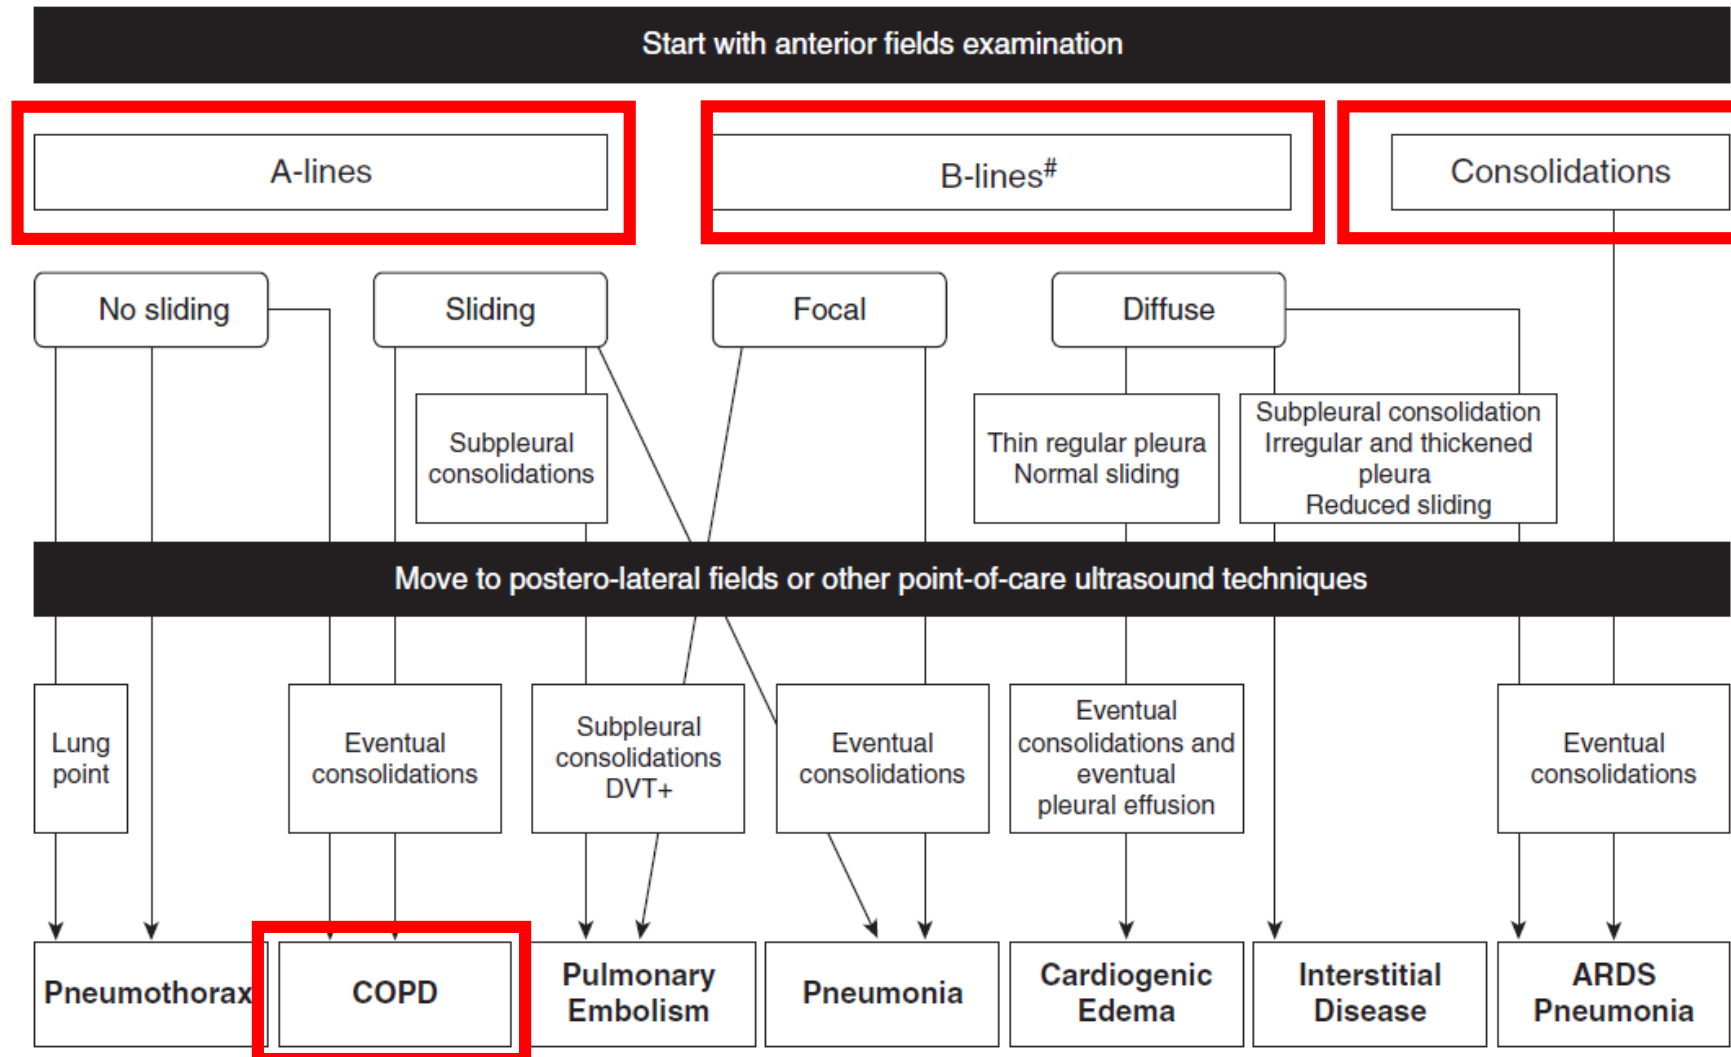 Start with anterior fields examination
A-lines
B-lines#
Consolidations
No sliding
Sliding
Focal
Diffuse
Subpleural
consolidations
Thin regular pleura
Normal sliding
Subpleural consolidation
Irregular and thickened
pleura
Reduced sliding
Move to postero-lateral fields or other point-of-care ultrasound techniques
Lung
point
Eventual
consolidations
Subpleural
consolidations
DVT+
Eventual
consolidations
Eventual
consolidations and
eventual
pleural effusion
Eventual
consolidations
Pneumothorax
COPD
Pulmonary
Embolism
Pneumonia
Cardiogenic
Edema
Interstitial
Disease
ARDS
Pneumonia